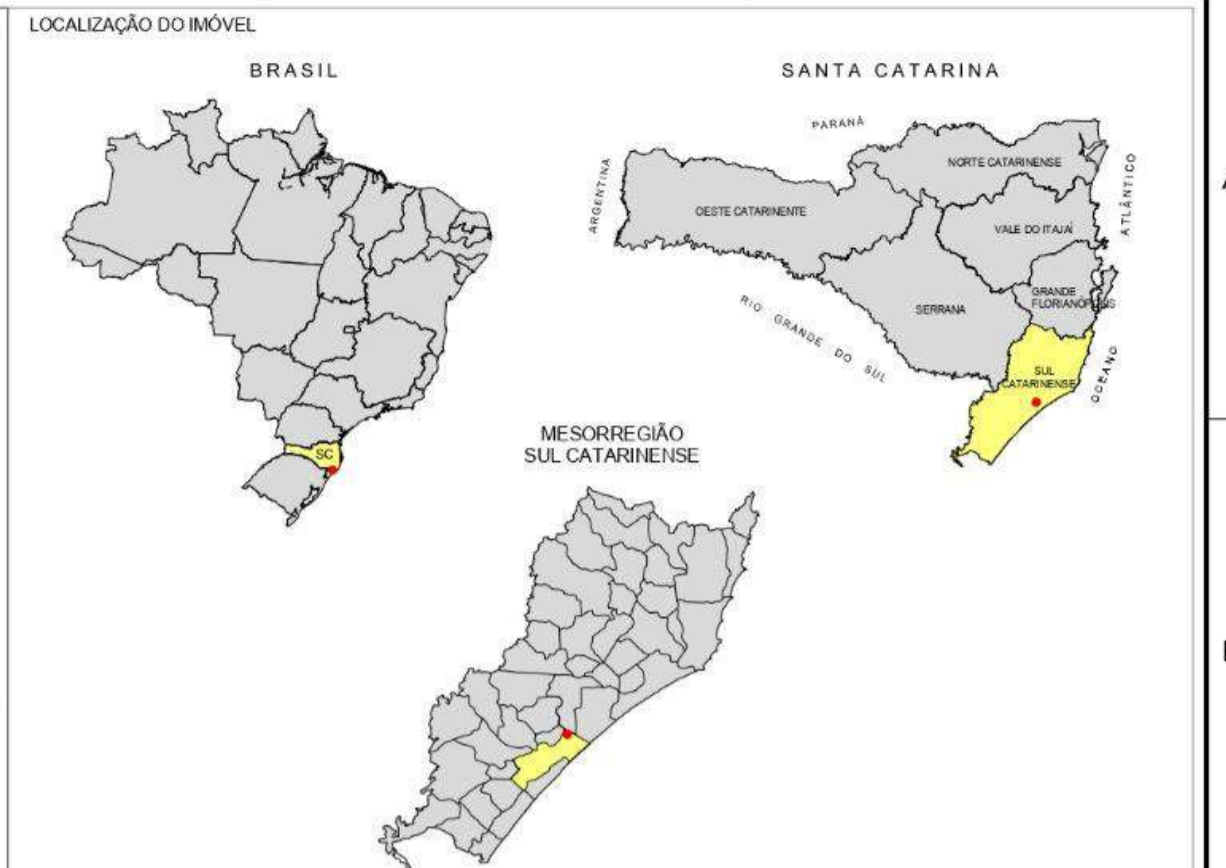 LOCALIZAÇÃO DO IMÓVEL
BRASIL
SC
SANTA CATARINA
PARANÁ
ARGENTINA
ATLÂNTICO
NORTE CATARINENSE
OESTE CATARINENTE
VALE DO ITAJAÍ
GRANDE
FLORIANÓPOLIS
SERRANA
RIO GRANDE DO SUL
SUL
CATARINENSE
OCEANO
MESORREGIÃO
SUL CATARINENSE